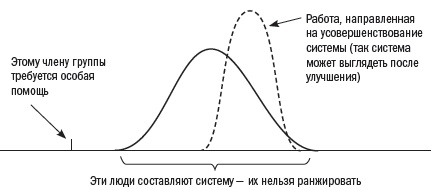 Работа, направленная
на усовершенствование
системы (так система
может выглядеть после
улучшения)
Этому члену группы
требуется особая
помощь
Эти люди составляют систему — их нельзя ранжировать